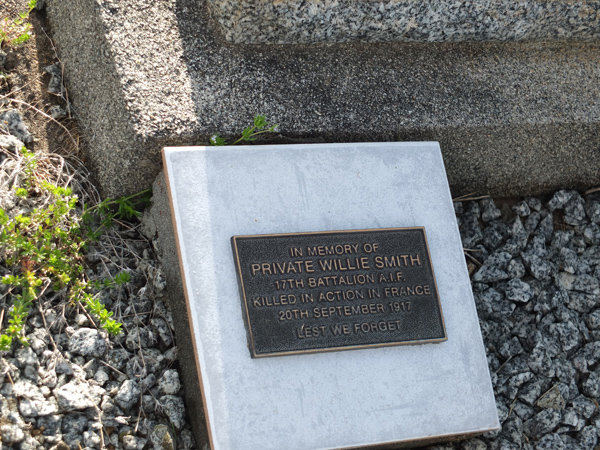 IN MEMORY OF
PRIVATE WILLIE SMITH
17TH BATTALION A.I.F.
KILLED IN ACTION IN FRANCE
20TH SEPTEMBER 1917
LEST WE FORGET